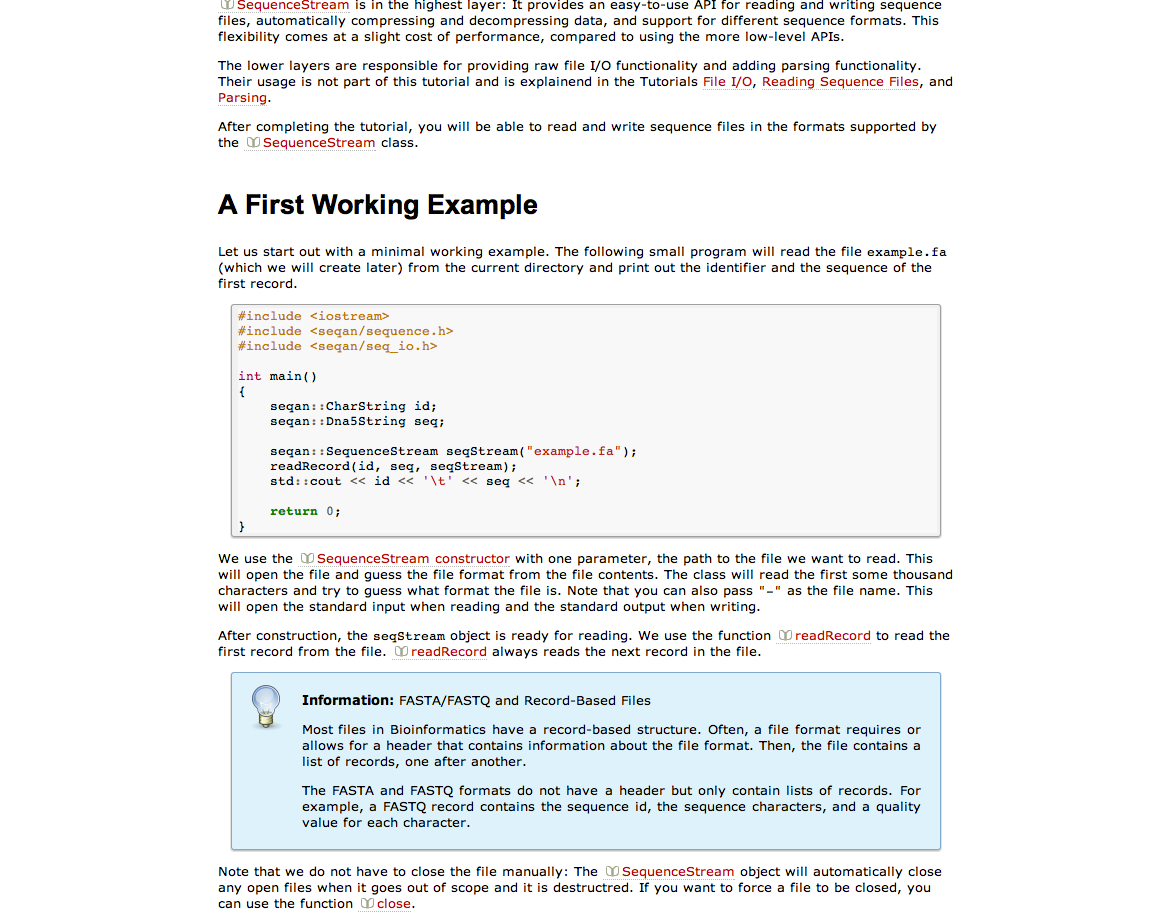 SequenceStream is in the highest layer: It provides an easy-to-use API for reading and writing sequence
files, automatically compressing and decompressing data, and support for different sequence formats. This
flexibility comes at a slight cost of performance, compared to using the more low-level APIs.
The lower layers are responsible for providing raw file I/O functionality and adding parsing functionality.
Their usage is not part of this tutorial and is explainend in the Tutorials File I/O, Reading Sequence Files, and
Parsing.
After completing the tutorial, you will be able to read and write sequence files in the formats supported by
the SequenceStream class.
A First Working Example
Let us start out with a minimal working example. The following small program will read the file example.fa
(which we will create later) from the current directory and print out the identifier and the sequence of the
first record.
#include <iostream>
#include <seqan/sequence.h>
#include <seqan/seq_io.h>
int main()
{
    seqan::CharString id;
    seqan::Dna5String seq;
    seqan::SequenceStream seqStream("example.fa");
    readRecord(id, seq, seqStream);
    std::cout << id << '\t' << seq << '\n';
    return 0;
}
We use the SequenceStream constructor with one parameter, the path to the file we want to read. This
will open the file and guess the file format from the file contents. The class will read the first some thousand
characters and try to guess what format the file is. Note that you can also pass "-" as the file name. This
will open the standard input when reading and the standard output when writing.
After construction, the seqStream object is ready for reading. We use the function readRecord to read the
first record from the file. readRecord always reads the next record in the file.
Information: FASTA/FASTQ and Record-Based Files
Most files in Bioinformatics have a record-based structure. Often, a file format requires or
allows for a header that contains information about the file format. Then, the file contains a
list of records, one after another.
The FASTA and FASTQ formats do not have a header but only contain lists of records. For
example, a FASTQ record contains the sequence id, the sequence characters, and a quality
value for each character.
Note that we do not have to close the file manually: The SequenceStream object will automatically close
any open files when it goes out of scope and it is destructred. If you want to force a file to be closed, you
can use the function close.